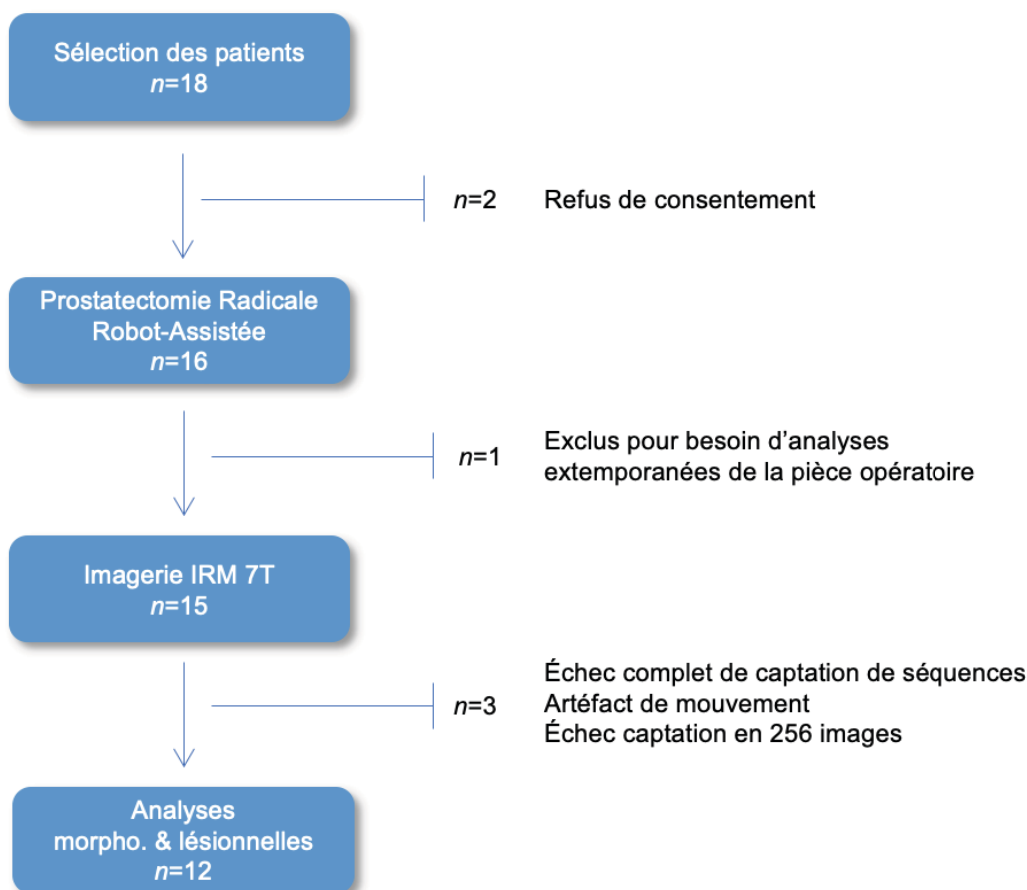 Sélection des patients
n=18
n=2 Refus de consentement
Prostatectomie Radicale
Robot-Assistée
n=16
n=1
Exclus pour besoin d’analyses
extemporanées de la pièce opératoire
Imagerie IRM 7T
n=15
n=3
Échec complet de captation de séquences
Artéfact de mouvement
Échec captation en 256 images
Analyses
morpho. & lésionnelles
n=12